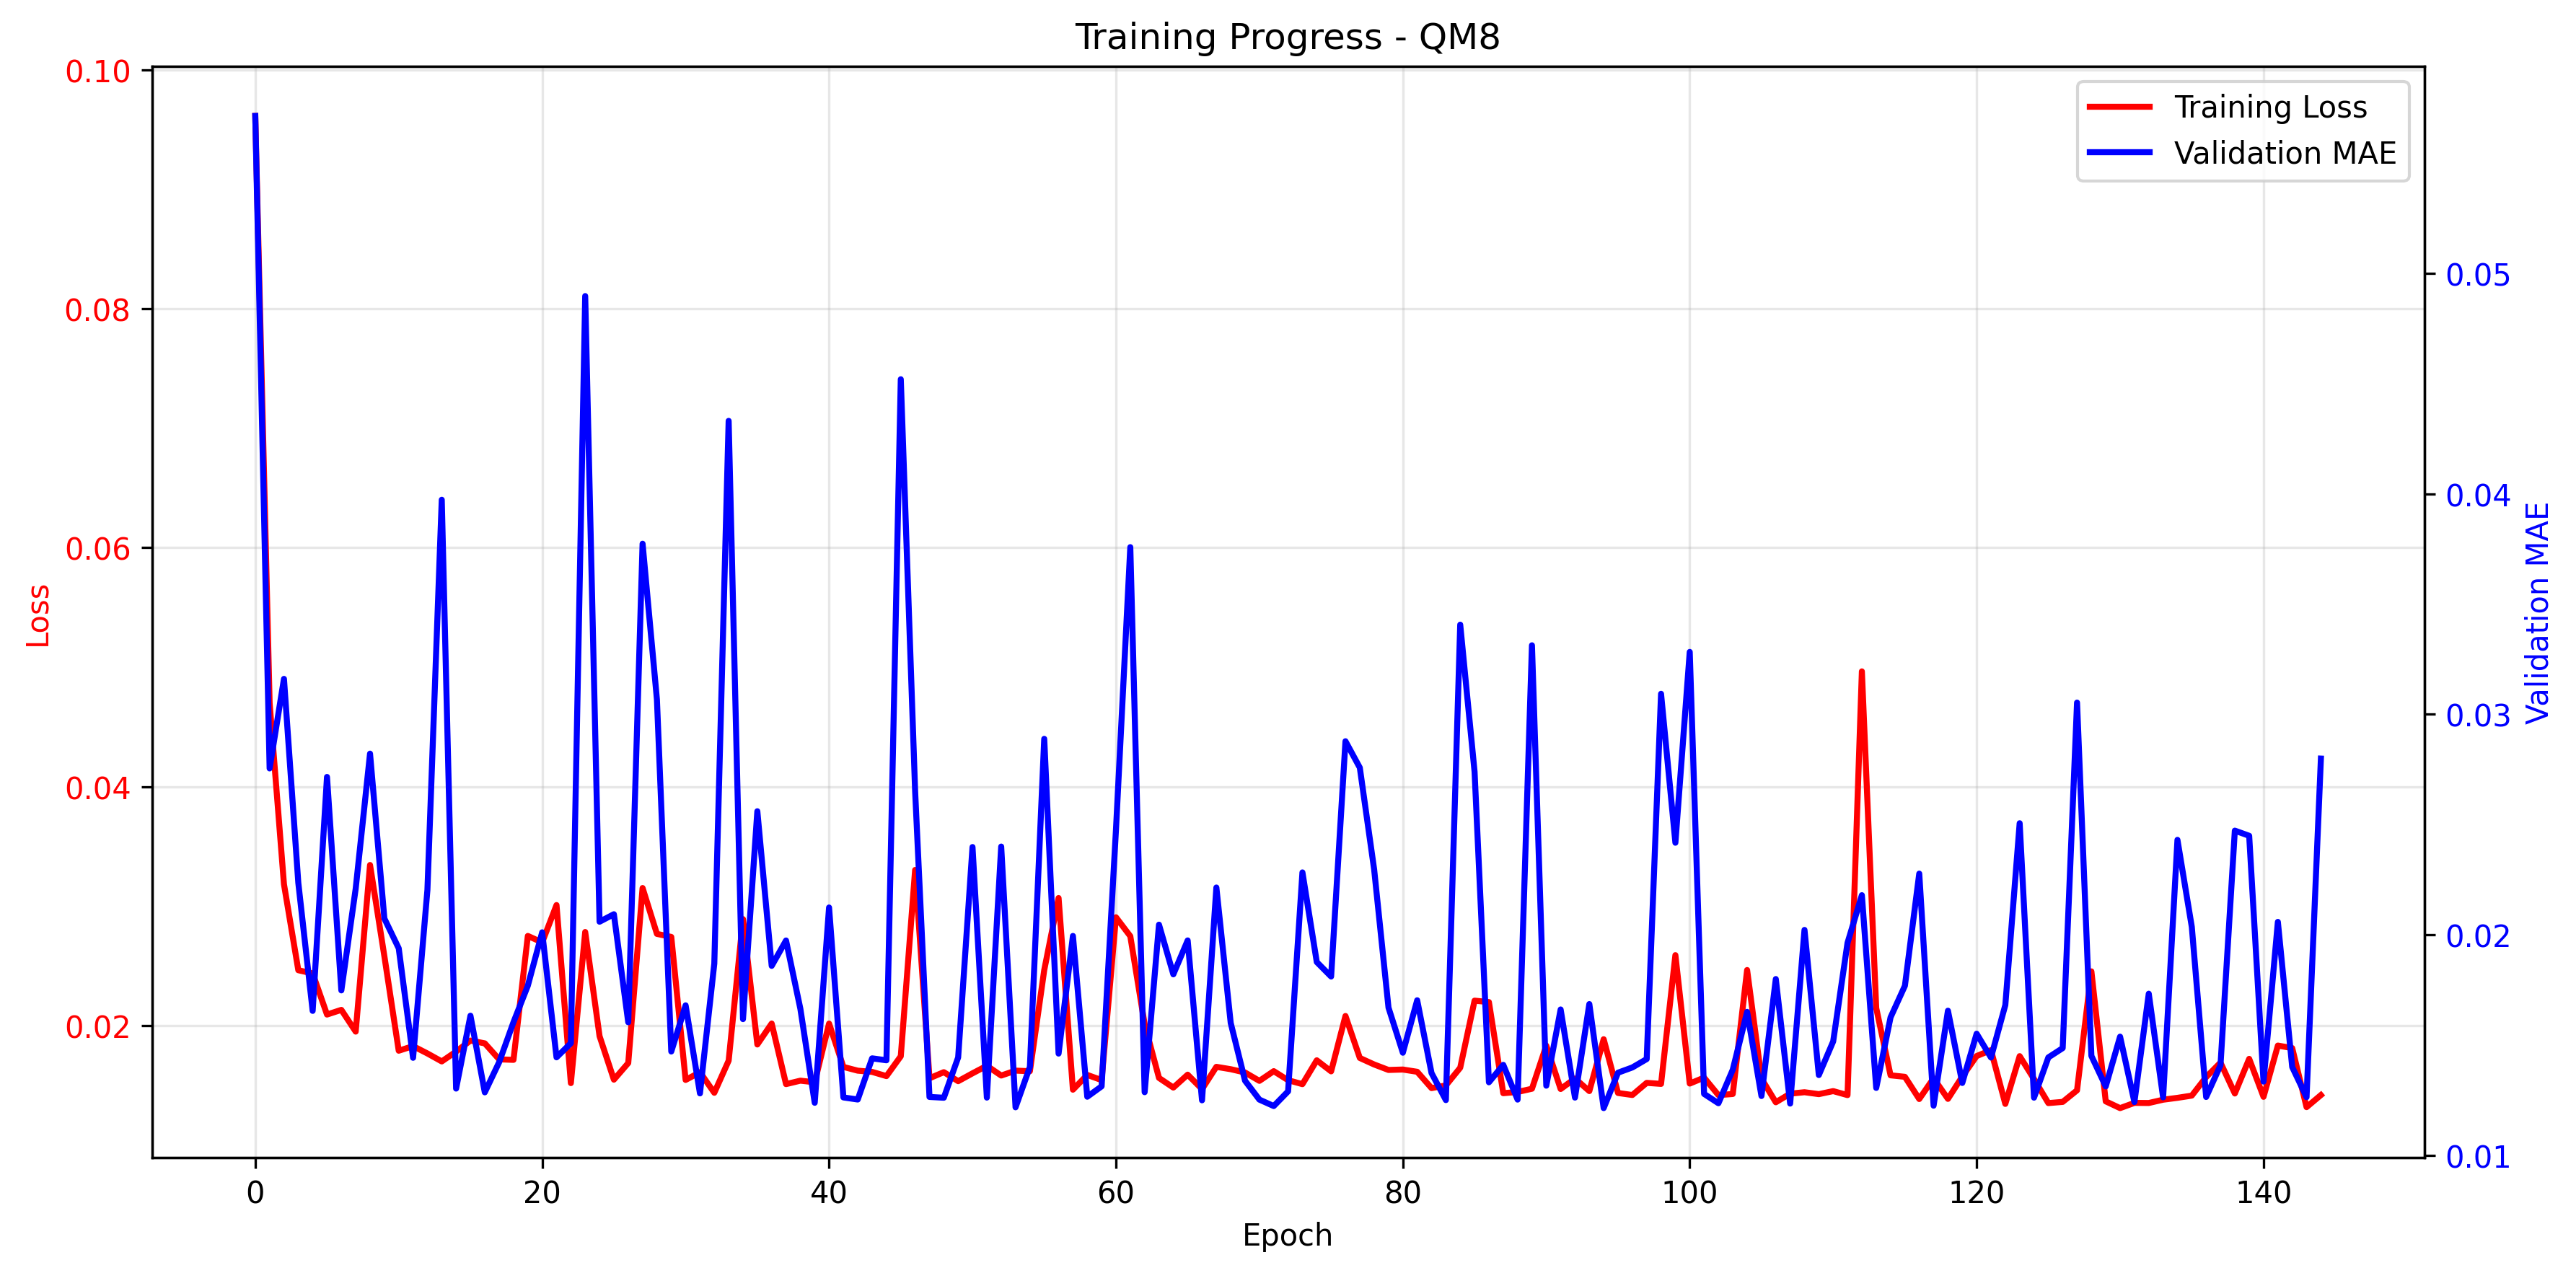 Training Progress - QM8
Training Loss
Validation MAE
0.10
0.08
0.06
0.04
0.02
Loss
0.05
0.04
0.03
0.02
0.01
Validation MAE
0 20 40 60 80 100 120 140
Epoch